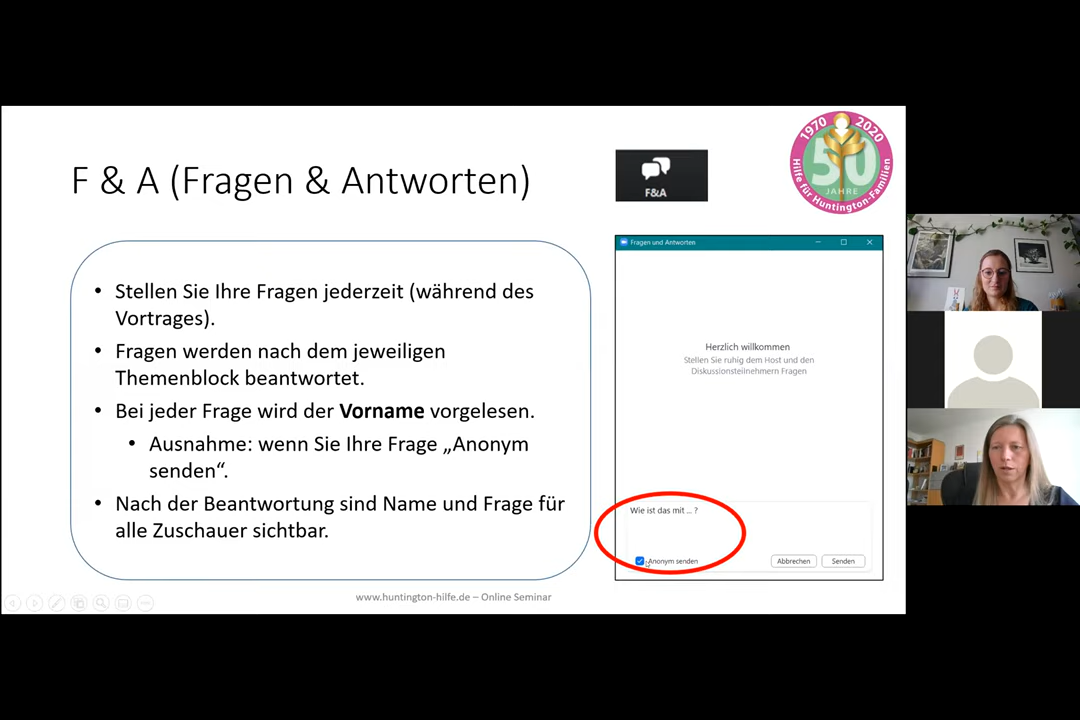 F & A (Fragen & Antworten)
F&A
1970 2020
50
JAHRE
Hilfe für Huntington-Familien
• Stellen Sie Ihre Fragen jederzeit (während des
Vortrages).
• Fragen werden nach dem jeweiligen
Themenblock beantwortet.
• Bei jeder Frage wird der Vorname vorgelesen.
• Ausnahme: wenn Sie Ihre Frage „Anonym
senden“.
• Nach der Beantwortung sind Name und Frage für
alle Zuschauer sichtbar.
Fragen und Antworten
Herzlich willkommen
Stellen Sie ruhig dem Host und den
Diskussionsteilnehmern Fragen
Wie ist das mit ... ?
Anonym senden
Abbrechen
Senden
www.huntington-hilfe.de – Online Seminar